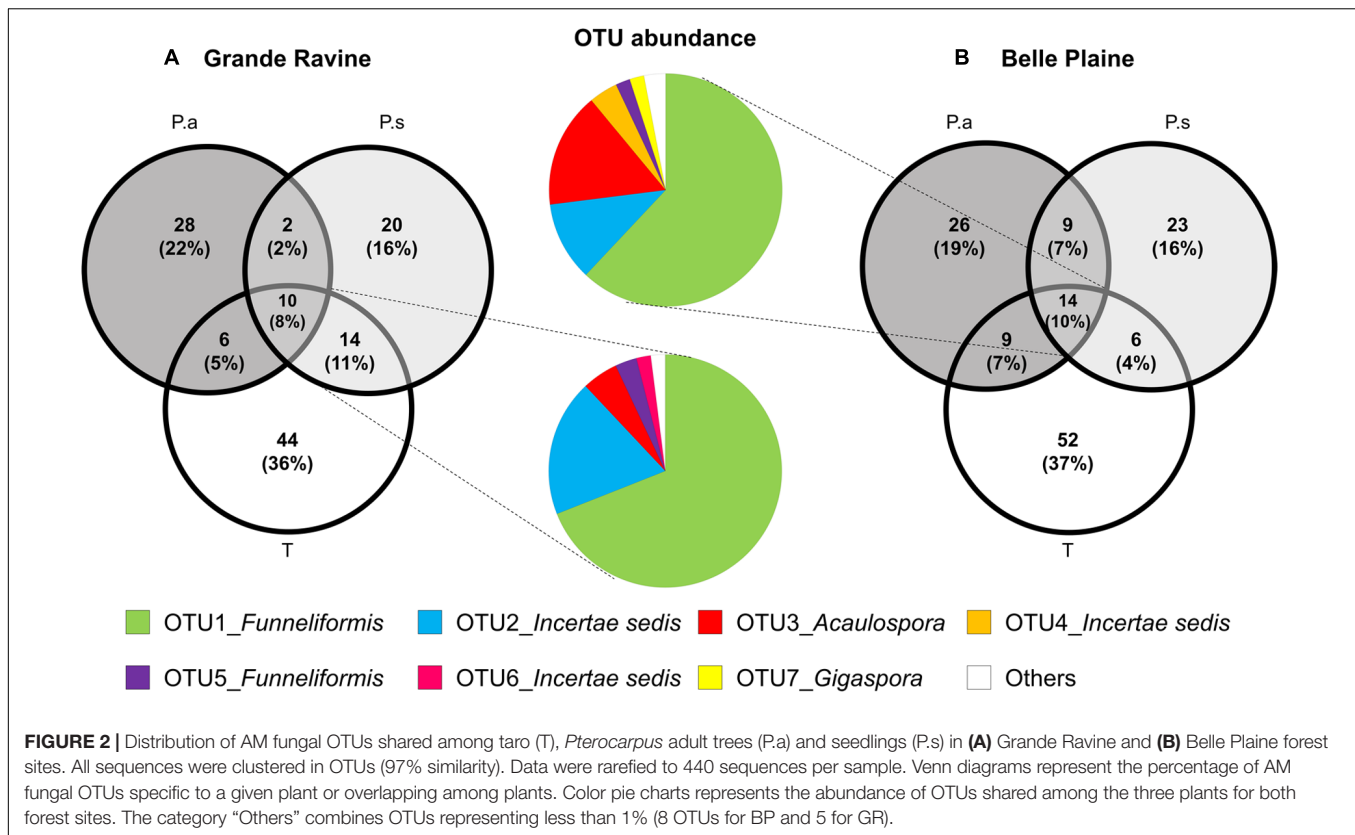 OTU abundance
A Grande Ravine
B Belle Plaine
P.a
P.s
28
(22%)
2
(2%)
20
(16%)
10
(8%)
6
(5%)
14
(11%)
44
(36%)
T
P.a
P.s
26
(19%)
9
(7%)
23
(16%)
14
(10%)
9
(7%)
6
(4%)
52
(37%)
T
OTU1_Funneliformis
OTU2_Incertae sedis
OTU3_Acaulospora
OTU4_Incertae sedis
OTU5_Funneliformis
OTU6_Incertae sedis
OTU7_Gigaspora
Others
FIGURE 2 | Distribution of AM fungal OTUs shared among taro (T), Pterocarpus adult trees (P.a) and seedlings (P.s) in (A) Grande Ravine and (B) Belle Plaine forest
sites. All sequences were clustered in OTUs (97% similarity). Data were rarefied to 440 sequences per sample. Venn diagrams represent the percentage of AM
fungal OTUs specific to a given plant or overlapping among plants. Color pie charts represents the abundance of OTUs shared among the three plants for both
forest sites. The category “Others” combines OTUs representing less than 1% (8 OTUs for BP and 5 for GR).